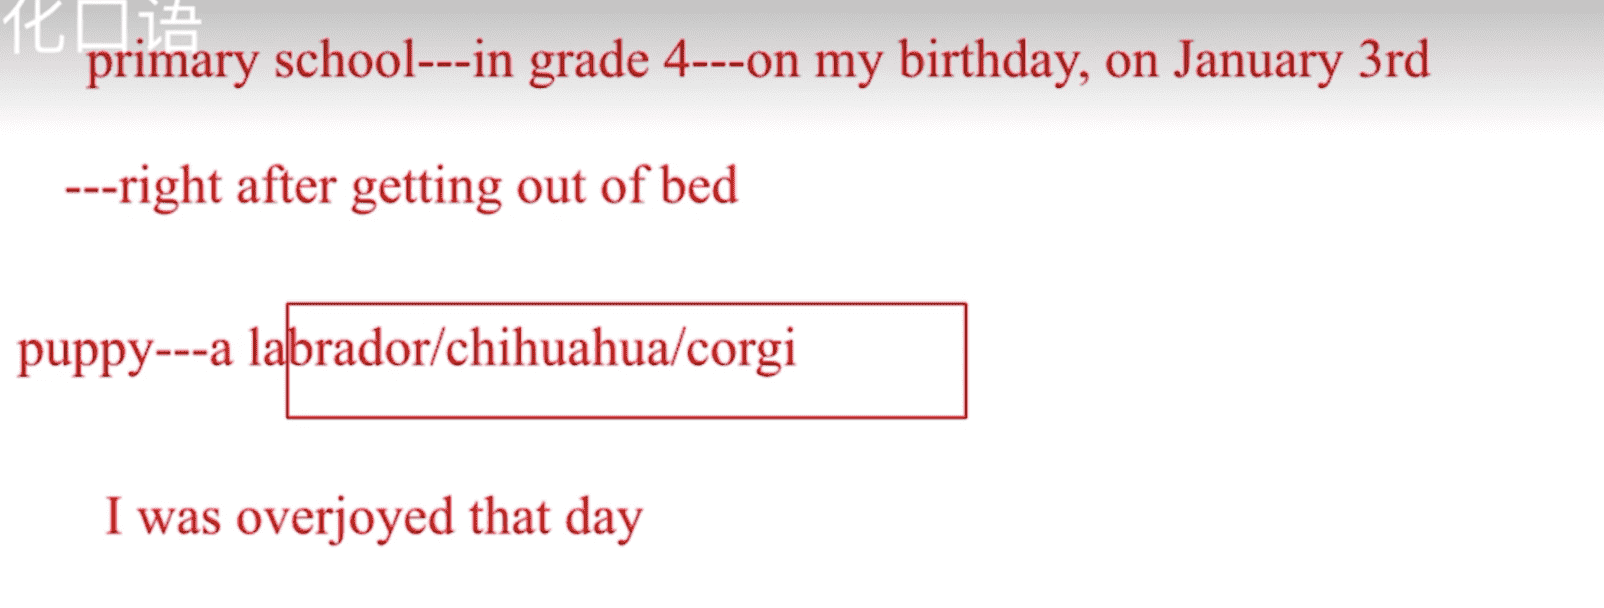 化口语
primary school---in grade 4---on my birthday, on January 3rd
---right after getting out of bed
puppy---a labrador/chihuahua/corgi
I was overjoyed that day